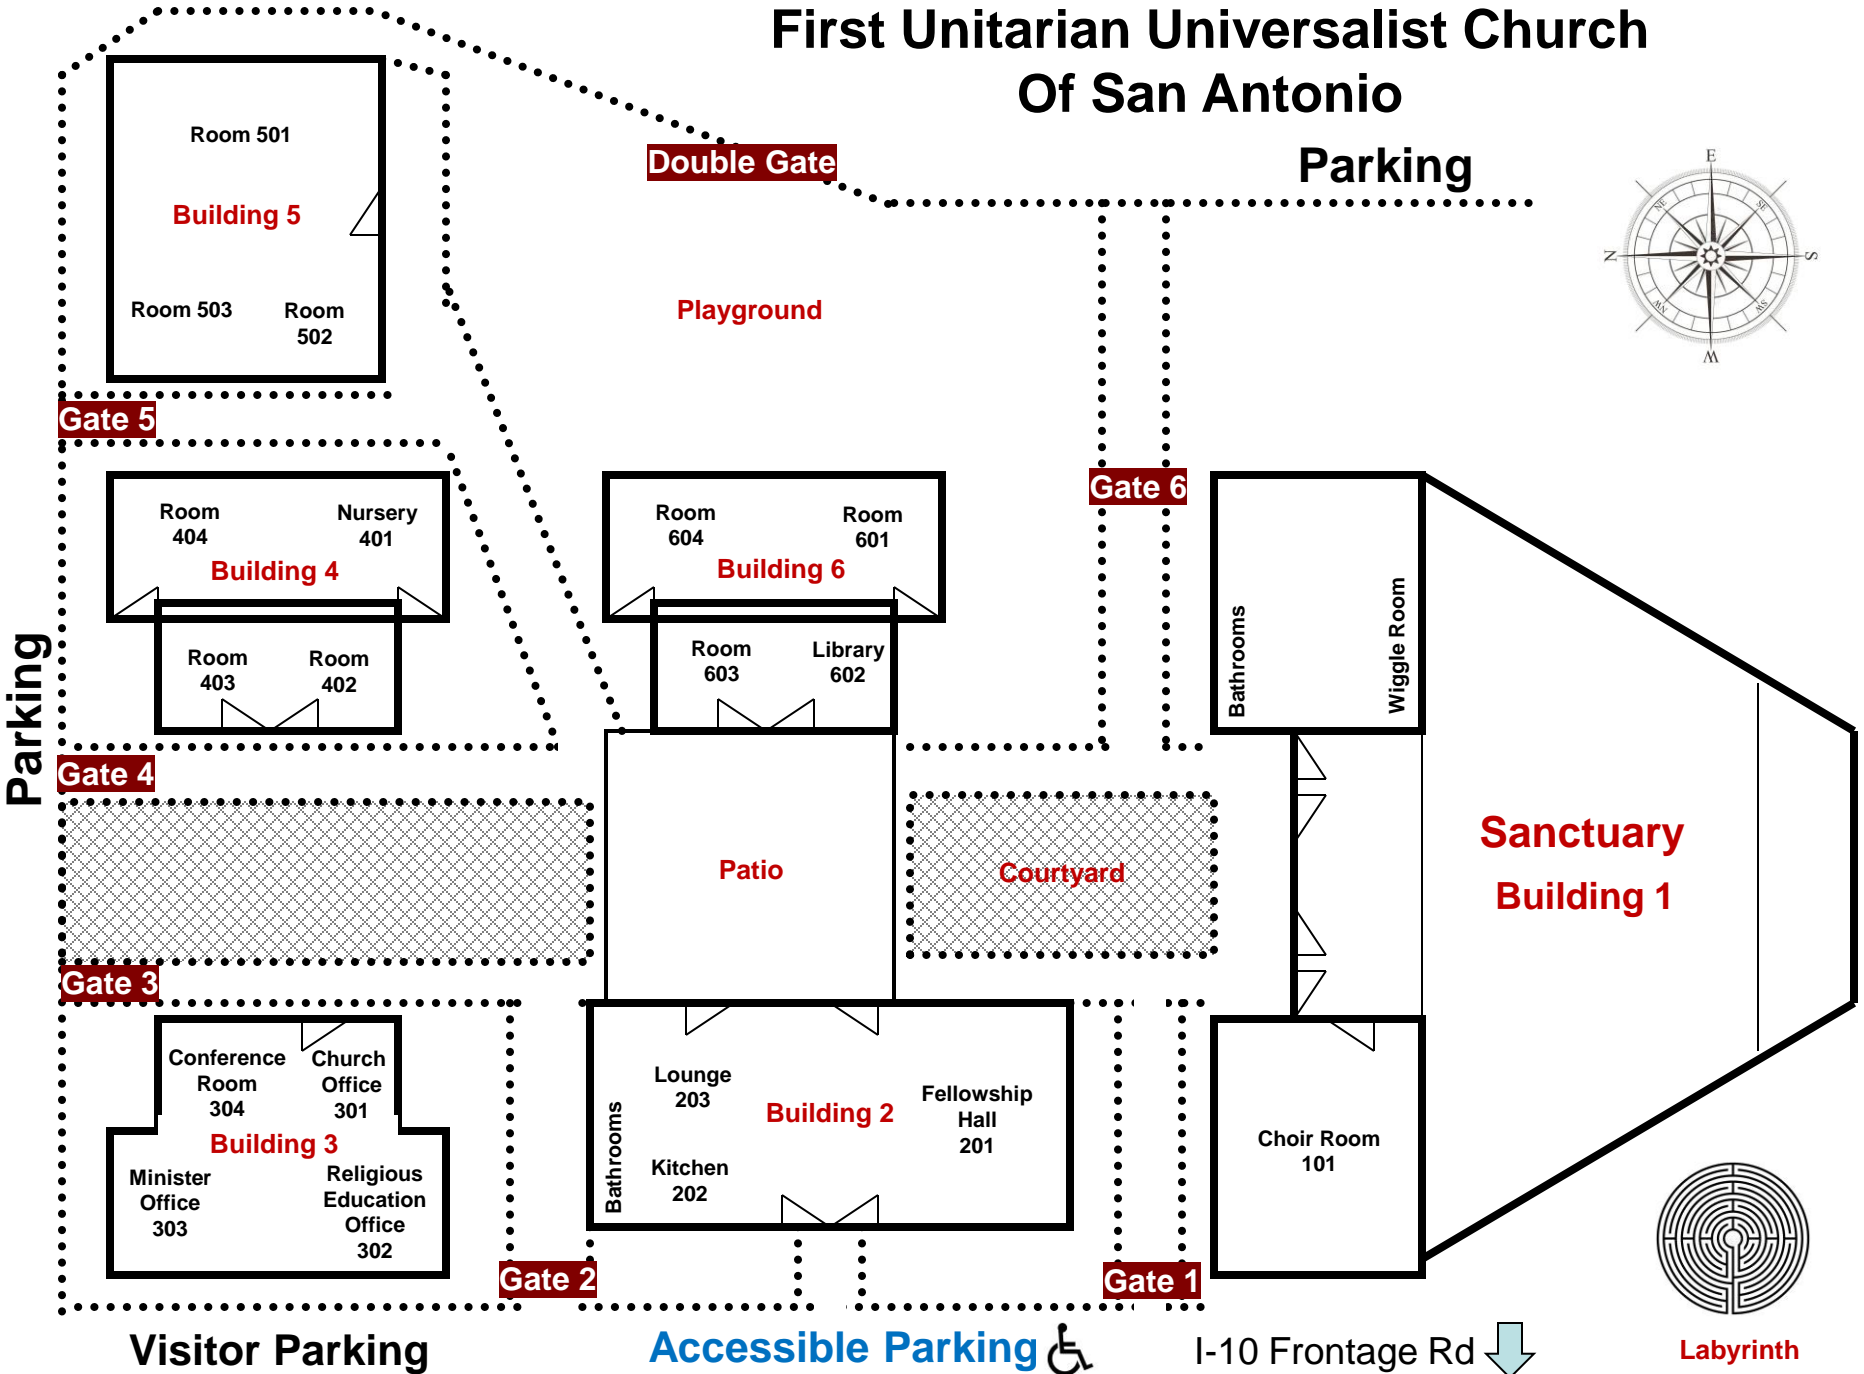 First Unitarian Universalist Church
Of San Antonio
Parking
E
NE
SE
N
S
NW
SW
W
Double Gate
Room 501
Building 5
Room 503
Room
502
Playground
Gate 5
Gate 6
Room
404
Nursery
401
Building 4
Room
403
Room
402
Room
604
Room
601
Building 6
Room
603
Library
602
Bathrooms
Wiggle Room
Parking
Gate 4
Patio
Courtyard
Sanctuary
Building 1
Gate 3
Conference
Room
304
Church
Office
301
Building 3
Minister
Office
303
Religious
Education
Office
302
Lounge
203
Building 2
Fellowship
Hall
201
Bathrooms
Kitchen
202
Choir Room
101
Gate 2
Gate 1
Visitor Parking
Accessible Parking
I-10 Frontage Rd
Labyrinth